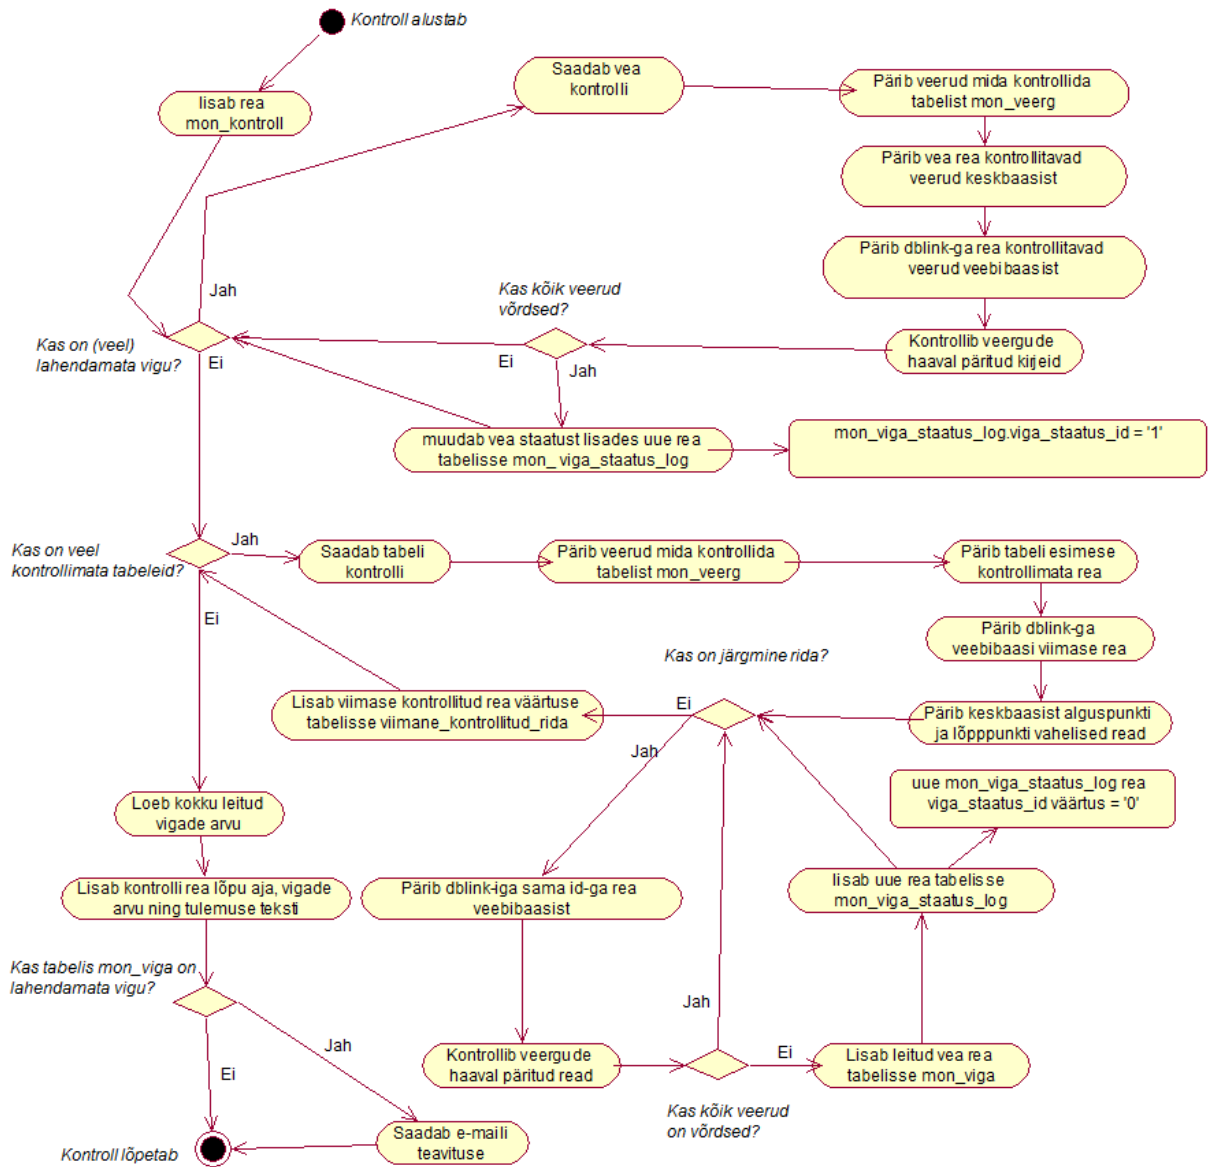 Kontroll alustab
lisab rea
mon_kontroll
Saadab vea
kontrolli
Pärib veerud mida kontrollida
tabelist mon_veerg
Pärib vea rea kontrollitavad
veerud keskbaasist
Pärib dblink-ga rea kontrollitavad
veerud veebibaasist
Kontrollib veergude
haaval päritud kirjeid
Kas kõik veerud
võrdsed?
Ei
Jah
Jah
Kas on (veel)
lahendamata vigu?
Ei
muudab vea staatust lisades uue rea
tabelisse mon_ viga_staatus_log
mon_viga_staatus_log.viga_staatus_id = '1'
Kas on veel
kontrollimata tabeleid?
Jah
Saadab tabeli
kontrolli
Pärib veerud mida kontrollida
tabelist mon_veerg
Pärib tabeli esimese
kontrollimata rea
Pärib dblink-ga
veebibaasi viimase rea
Pärib keskbaasist alguspunkti
ja lõpppunkti vahelised read
Kas on järgmine rida?
Ei
Jah
Lisab viimase kontrollitud rea väärtuse
tabelisse viimane_kontrollitud_rida
Ei
uue mon_viga_staatus_log rea
viga_staatus_id väärtus = '0'
Loeb kokku leitud
vigade arvu
Lisab kontrolli rea lõpu aja, vigade
arvu ning tulemuse teksti
Pärib dblink-iga sama id-ga rea
veebibaasist
lisab uue rea tabelisse
mon_viga_staatus_log
Kas tabelis mon_viga on
lahendamata vigu?
Jah
Ei
Kontrollib veergude
haaval päritud read
Jah
Ei
Lisab leitud vea rea
tabelisse mon_viga
Kas kõik veerud
on võrdsed?
Saadab e-maili
teavituse
Kontroll lõpetab